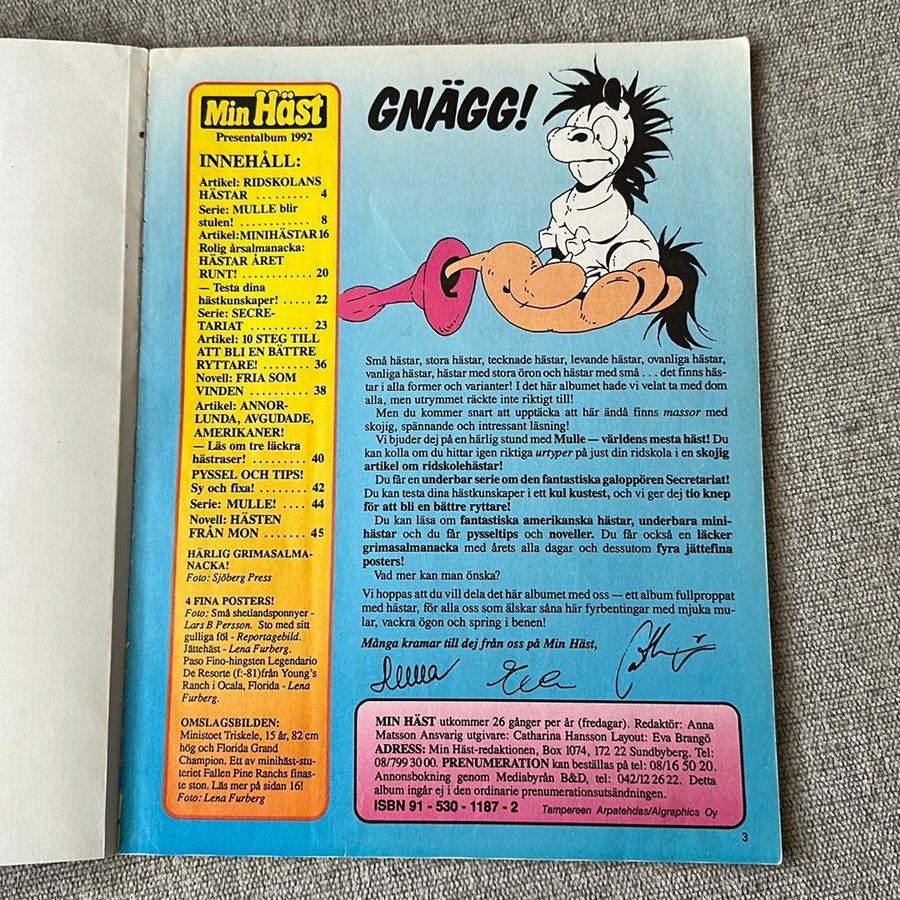 Min Häst
Presentalbum 1992
INNEHÅLL:
Artikel: RIDSKOLANS
HÄSTAR ......... 4
Serie: MULLE blir
stulen! ........... 8
Artikel:MINIHÄSTAR 16
Rolig årsalmanacka:
HÄSTAR ÅRET
RUNT! ........... 20
— Testa dina
hästkunskaper! ..... 22
Serie: SECRE-
TARIAT .......... 23
Artikel: 10 STEG TILL
ATT BLI EN BÄTTRE
RYTTARE! ........ 36
Novell: FRIA SOM
VINDEN .......... 38
Artikel: ANNOR-
LUNDA, AVGUDADE,
AMERIKANER!
— Läs om tre läckra
hästraser! ......... 40
PYSSEL OCH TIPS!
Sy och fixa! ........ 42
Serie: MULLE! .... 44
Novell: HÄSTEN
FRÅN MON ....... 45
HÄRLIG GRIMASALMA-
NACKA!
Foto: Sjöberg Press
4 FINA POSTERS!
Foto: Små shetlandsponnyer -
Lars B Persson. Sto med sitt
gulliga föl - Reportagebild.
Jättehäst - Lena Furberg.
Paso Fino-hingsten Legendario
De Resorte (f:-81)från Young's
Ranch i Ocala, Florida - Lena
Furberg.
OMSLAGSBILDEN:
Ministoet Triskele, 15 år, 82 cm
hög och Florida Grand
Champion. Ett av minihäst-stu-
teriet Fallen Pine Ranchs finas-
te ston. Läs mer på sidan 16!
Foto: Lena Furberg
GNÄGG!
Små hästar, stora hästar, tecknade hästar, levande hästar, ovanliga hästar,
vanliga hästar, hästar med stora öron och hästar med små . . . det finns häs-
tar i alla former och varianter! I det här albumet hade vi velat ta med dom
alla, men utrymmet räckte inte riktigt till!
Men du kommer snart att upptäcka att här ändå finns massor med
skojig, spännande och intressant läsning!
Vi bjuder dej på en härlig stund med Mulle — världens mesta häst! Du
kan kolla om du hittar igen riktiga urtyper på just din ridskola i en skojig
artikel om ridskolehästar!
Du får en underbar serie om den fantastiska galoppören Secretariat!
Du kan testa dina hästkunskaper i ett kul kustest, och vi ger dej tio knep
för att bli en bättre ryttare!
Du kan läsa om fantastiska amerikanska hästar, underbara mini-
hästar och du får pysseltips och noveller. Du får också en läcker
grimasalmanacka med årets alla dagar och dessutom fyra jättefina
posters!
Vad mer kan man önska?
Vi hoppas att du vill dela det här albumet med oss — ett album fullproppat
med hästar, för alla oss som älskar såna här fyrbentingar med mjuka mu-
lar, vackra ögon och spring i benen!
Många kramar till dej från oss på Min Häst,
Lena Eva
MIN HÄST utkommer 26 gånger per år (fredagar). Redaktör: Anna
Matsson Ansvarig utgivare: Catharina Hansson Layout: Eva Brangö
ADRESS: Min Häst-redaktionen, Box 1074, 172 22 Sundbyberg. Tel:
08/799 30 00. PRENUMERATION kan beställas på tel: 08/16 50 20.
Annonsbokning genom Mediabyrån B&D, tel: 042/12 26 22. Detta
album ingår ej i den ordinarie prenumerationsutsändningen.
ISBN 91 - 530 - 1187 - 2 Tampereen Arpatehdas/Algraphics Oy
3